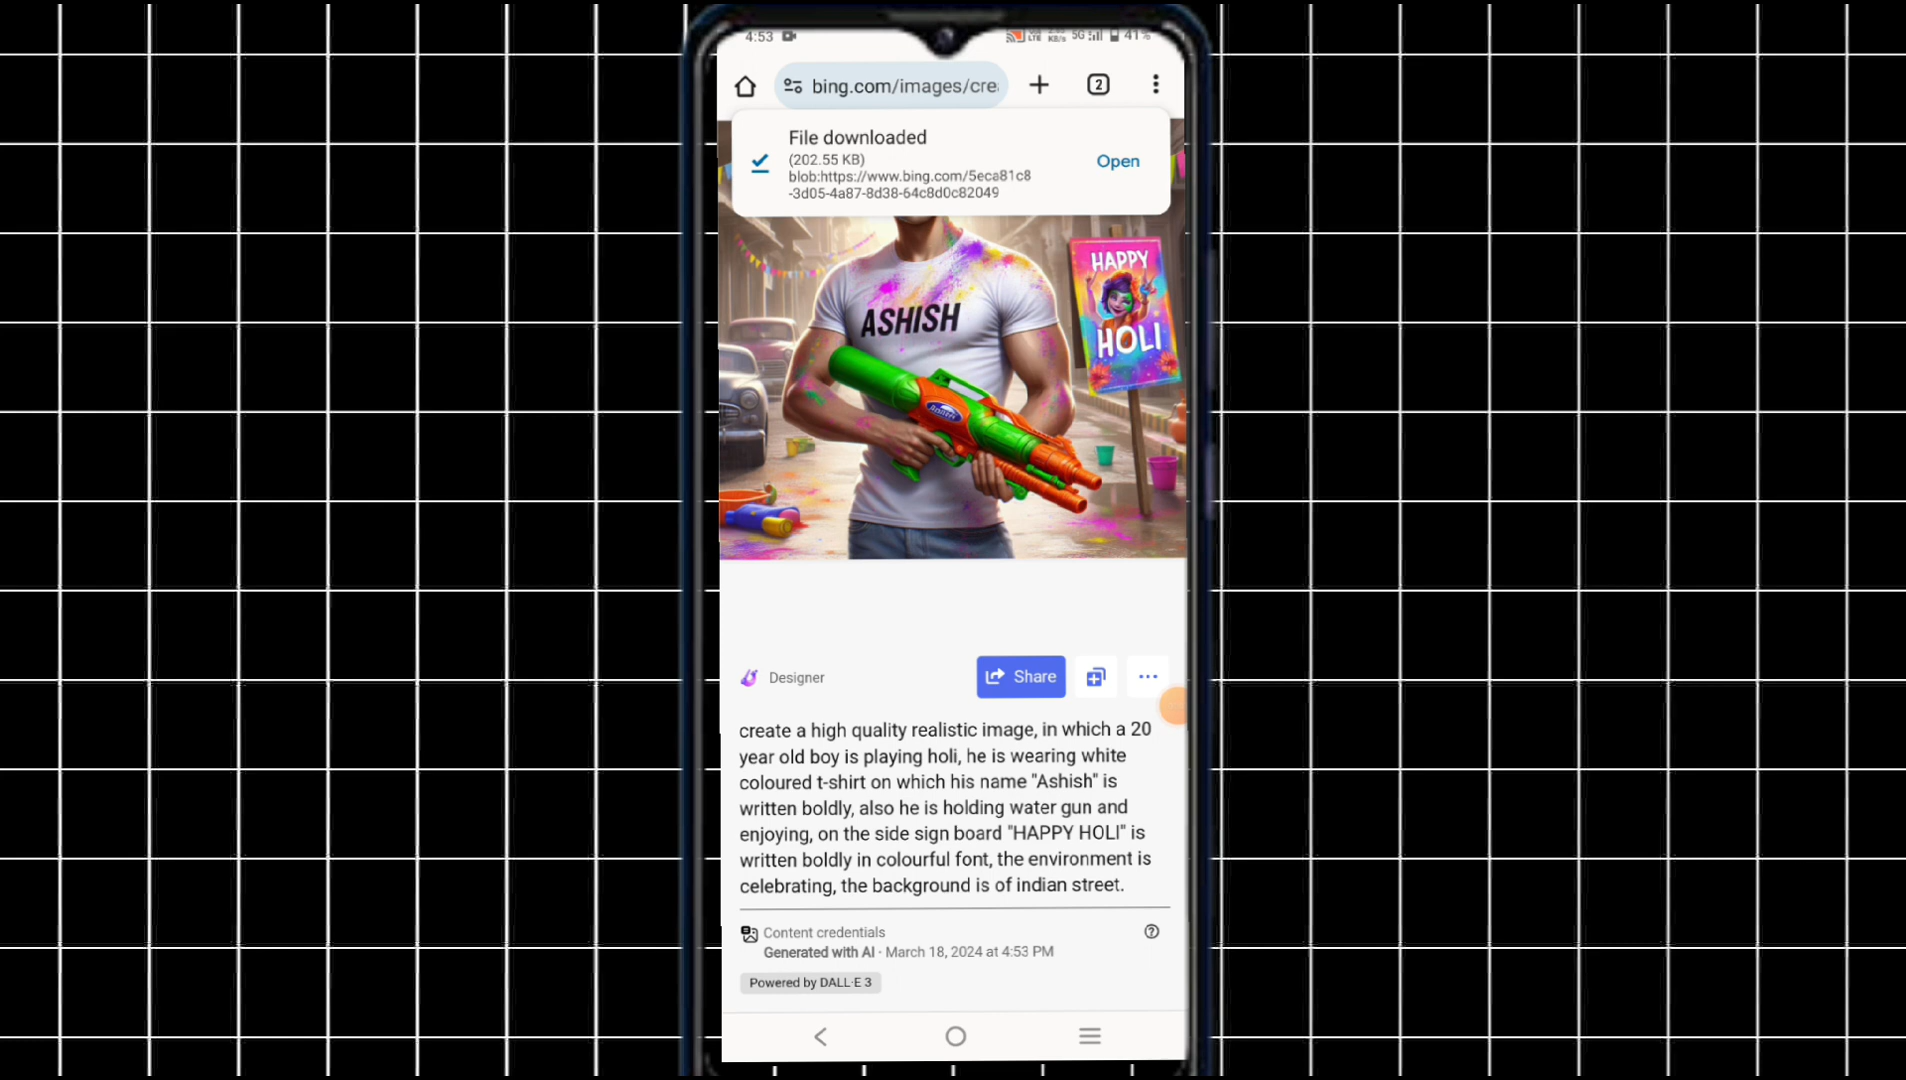 4:53
5G
41%
bing.com/images/cre
2
File downloaded
(202.55 KB)
blob:https://www.bing.com/5eca81c8
-3d05-4a87-8d38-64c8d0c82049
Open
HAPPY
HOLI
ASHISH
Designer
Share
create a high quality realistic image, in which a 20
year old boy is playing holi, he is wearing white
coloured t-shirt on which his name "Ashish" is
written boldly, also he is holding water gun and
enjoying, on the side sign board "HAPPY HOLI" is
written boldly in colourful font, the environment is
celebrating, the background is of indian street.
Content credentials
Generated with AI · March 18, 2024 at 4:53 PM
Powered by DALL·E 3